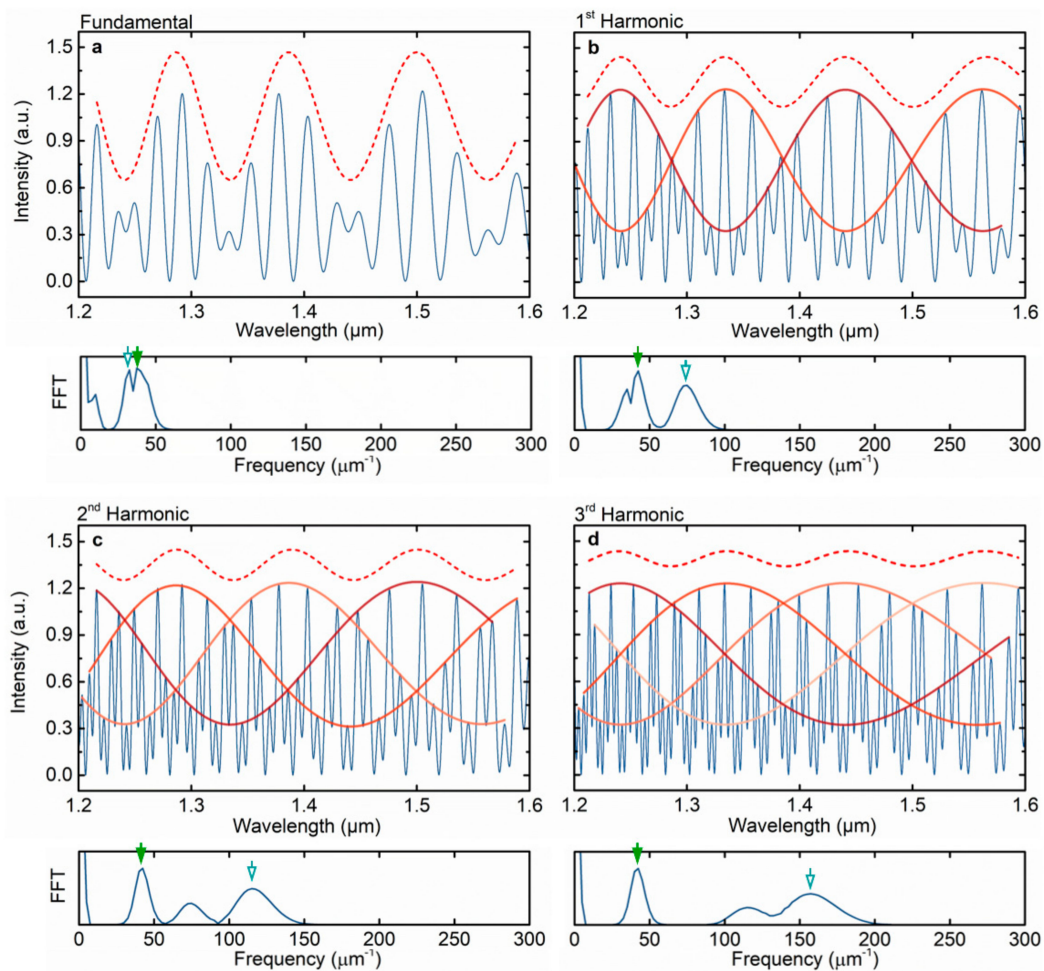 Fundamental
a
1.5
1.2
0.9
0.6
0.3
0.0
Intensity (a.u.)
1.2 1.3 1.4 1.5 1.6
Wavelength (µm)
FFT
0 50 100 150 200 250 300
Frequency (µm⁻¹)
1st Harmonic
b
1.2 1.3 1.4 1.5 1.6
Wavelength (µm)
0 50 100 150 200 250 300
Frequency (µm⁻¹)
2nd Harmonic
c
1.5
1.2
0.9
0.6
0.3
0.0
Intensity (a.u.)
1.2 1.3 1.4 1.5 1.6
Wavelength (µm)
FFT
0 50 100 150 200 250 300
Frequency (µm⁻¹)
3rd Harmonic
d
1.2 1.3 1.4 1.5 1.6
Wavelength (µm)
0 50 100 150 200 250 300
Frequency (µm⁻¹)